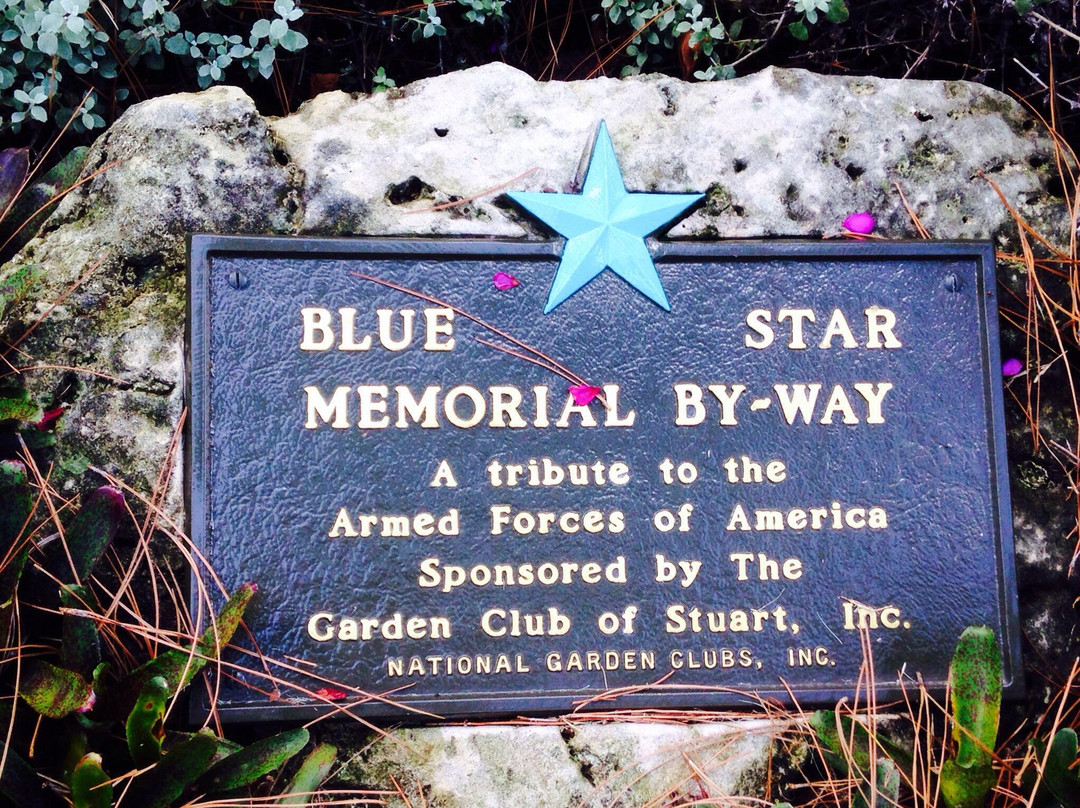 BLUE STAR
MEMORIAL BY-WAY
A tribute to the
Armed Forces of America
Sponsored by The
Garden Club of Stuart, Inc.
NATIONAL GARDEN CLUBS, INC.